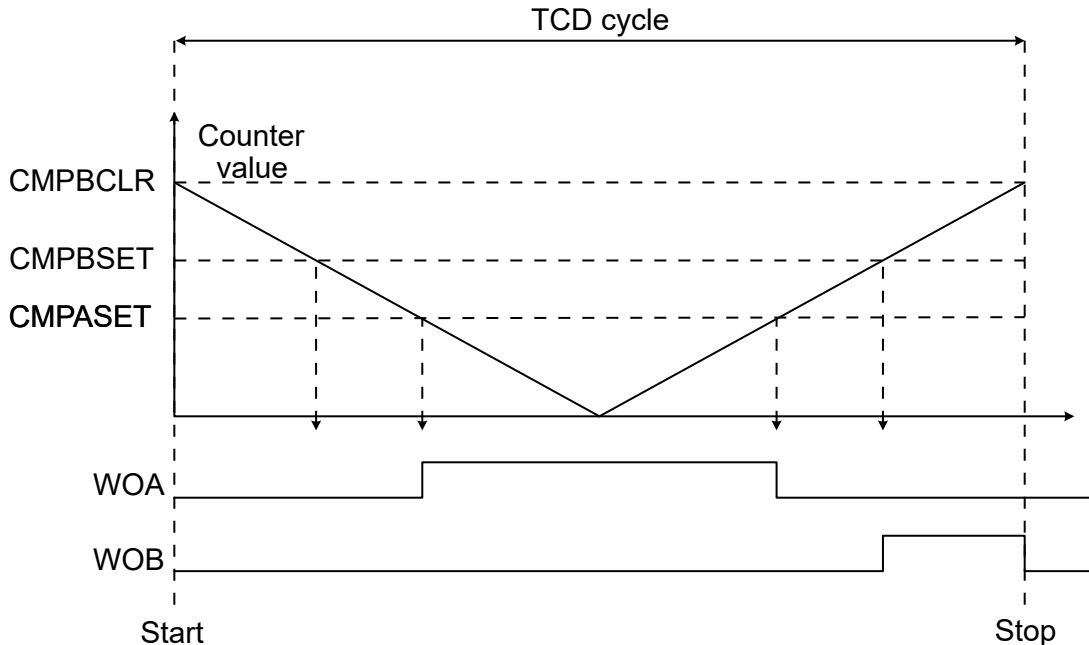 TCD cycle
Counter
value
CMPBCLR
CMPBSET
CMPASET
WOA
WOB
Start
Stop